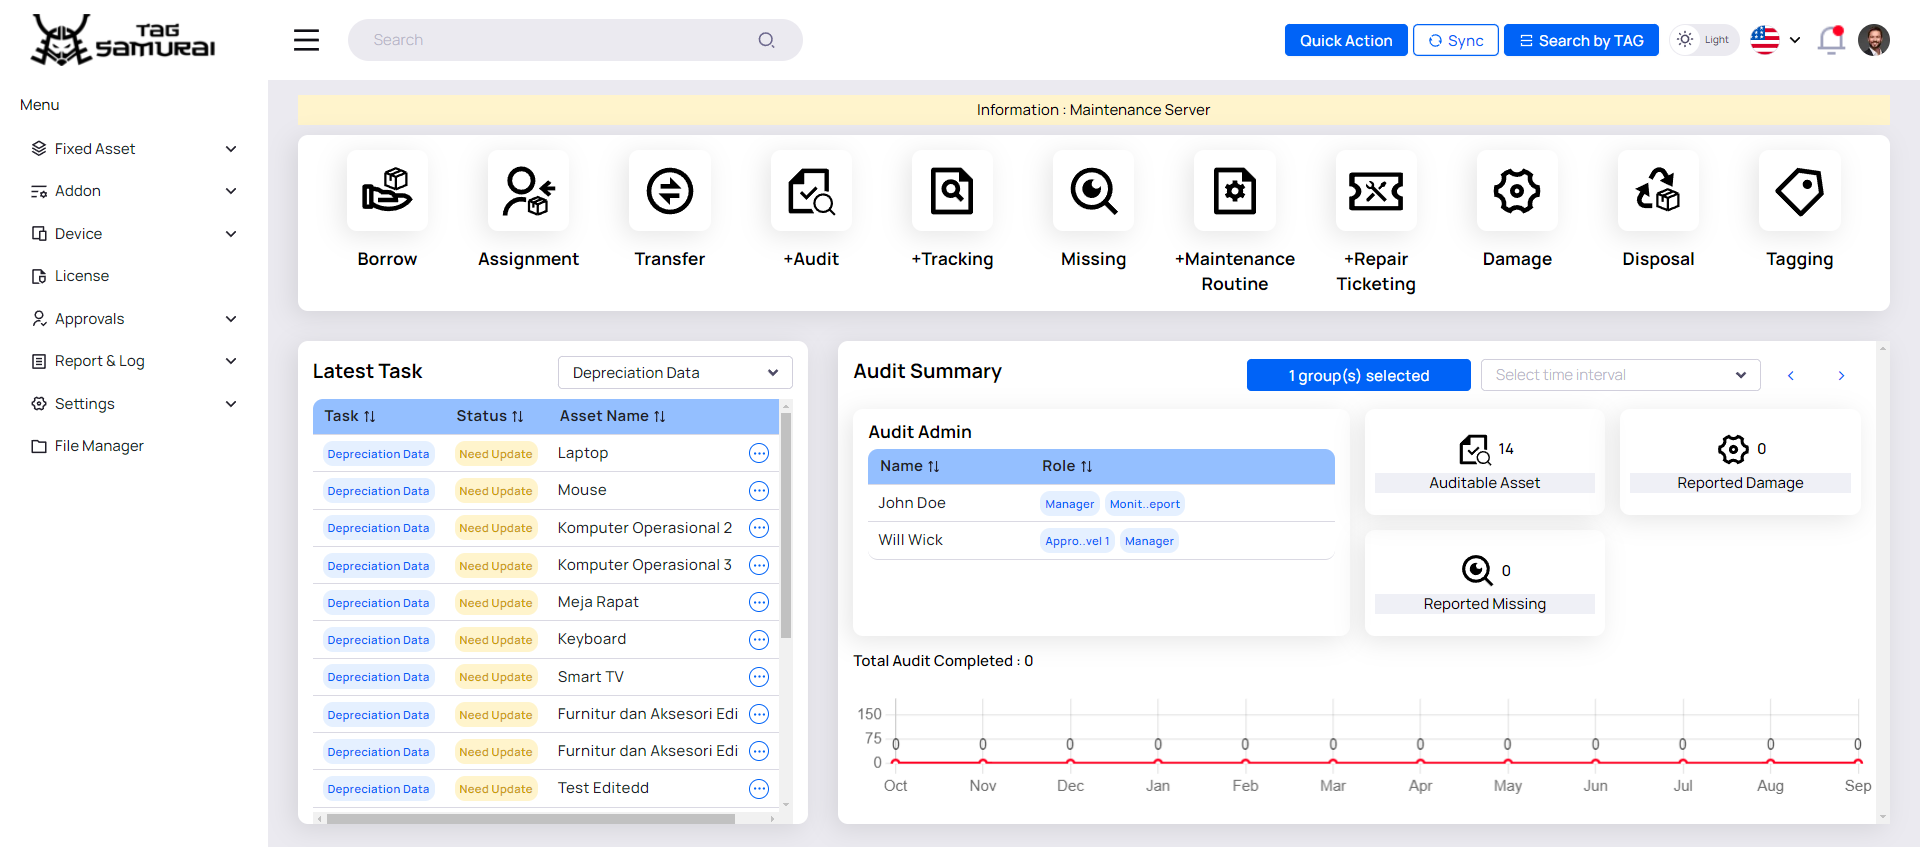 TAG
SAMURAI
Search
Quick Action
Sync
Search by TAG
Light
Menu
Fixed Asset
Addon
Device
License
Approvals
Report & Log
Settings
File Manager
Information : Maintenance Server
Borrow
Assignment
Transfer
+Audit
+Tracking
Missing
+Maintenance
Routine
+Repair
Ticketing
Damage
Disposal
Tagging
Latest Task
Depreciation Data
Task Status Asset Name
Depreciation Data Need Update Laptop
Depreciation Data Need Update Mouse
Depreciation Data Need Update Komputer Operasional 2
Depreciation Data Need Update Komputer Operasional 3
Depreciation Data Need Update Meja Rapat
Depreciation Data Need Update Keyboard
Depreciation Data Need Update Smart TV
Depreciation Data Need Update Furnitur dan Aksesori Edi
Depreciation Data Need Update Furnitur dan Aksesori Edi
Depreciation Data Need Update Test Editedd
Audit Summary
1 group(s) selected
Select time interval
Audit Admin
Name Role
John Doe Manager Monit..eport
Will Wick Appro..vel 1 Manager
14
Auditable Asset
0
Reported Damage
0
Reported Missing
Total Audit Completed : 0
150
75
0
0 0 0 0 0 0 0 0 0 0 0 0
Oct Nov Dec Jan Feb Mar Apr May Jun Jul Aug Sep